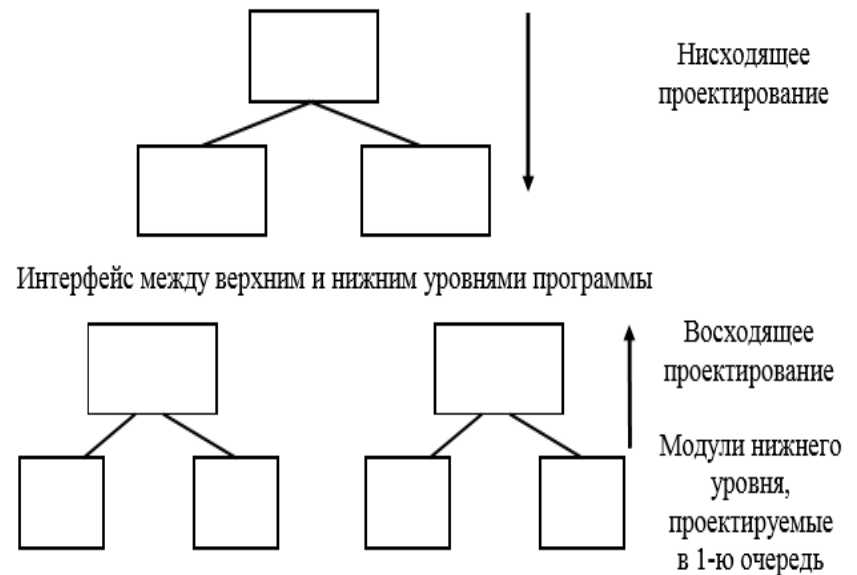 Нисходящее
проектирование
Интерфейс между верхним и нижним уровнями программы
Восходящее
проектирование
Модули нижнего
уровня,
проектируемые
в 1-ю очередь